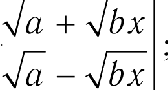 √a + √bx
√a − √bx | ;